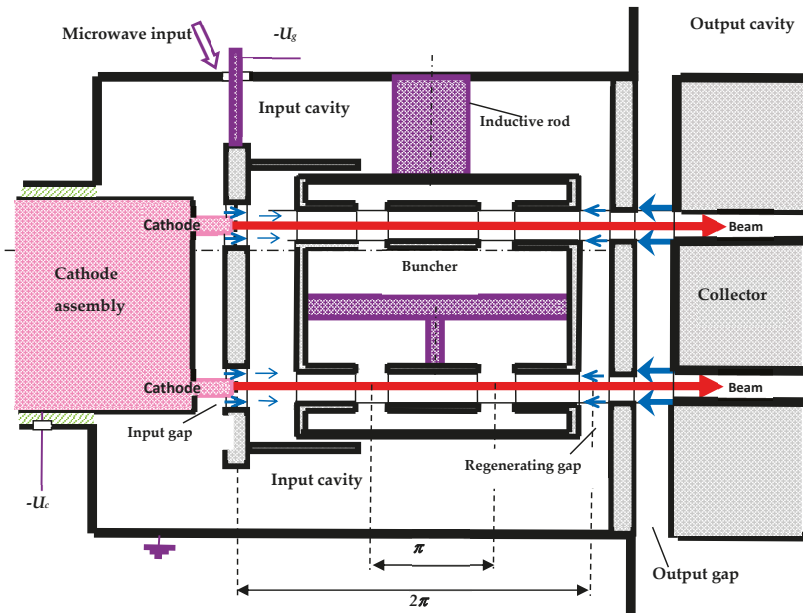 Microwave input
-Ug
Output cavity
Input cavity
Inductive rod
Cathode
Beam
Buncher
Cathode
assembly
Collector
Cathode
Beam
Input gap
Regenerating gap
Input cavity
-Uc
π
Output gap
2π